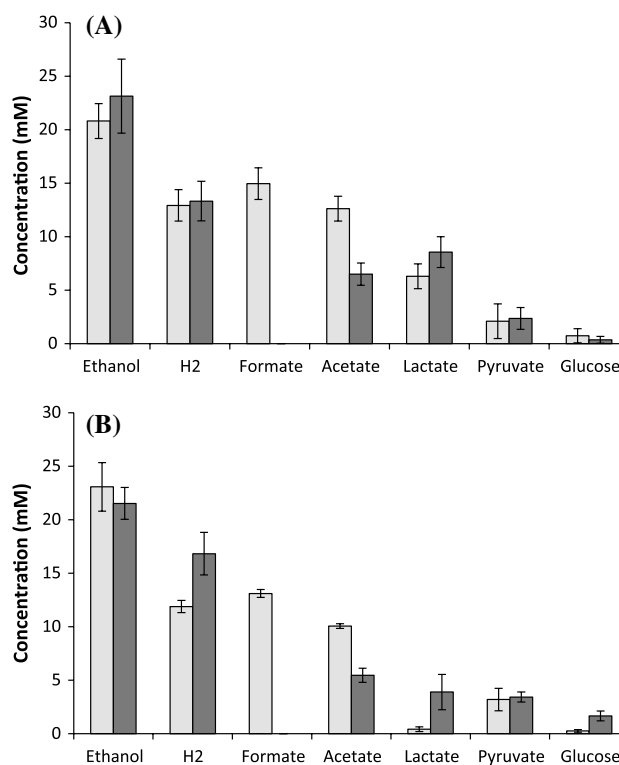 (A)
Concentration (mM)
30
25
20
15
10
5
0
Ethanol H2 Formate Acetate Lactate Pyruvate Glucose
(B)
Concentration (mM)
30
25
20
15
10
5
0
Ethanol H2 Formate Acetate Lactate Pyruvate Glucose